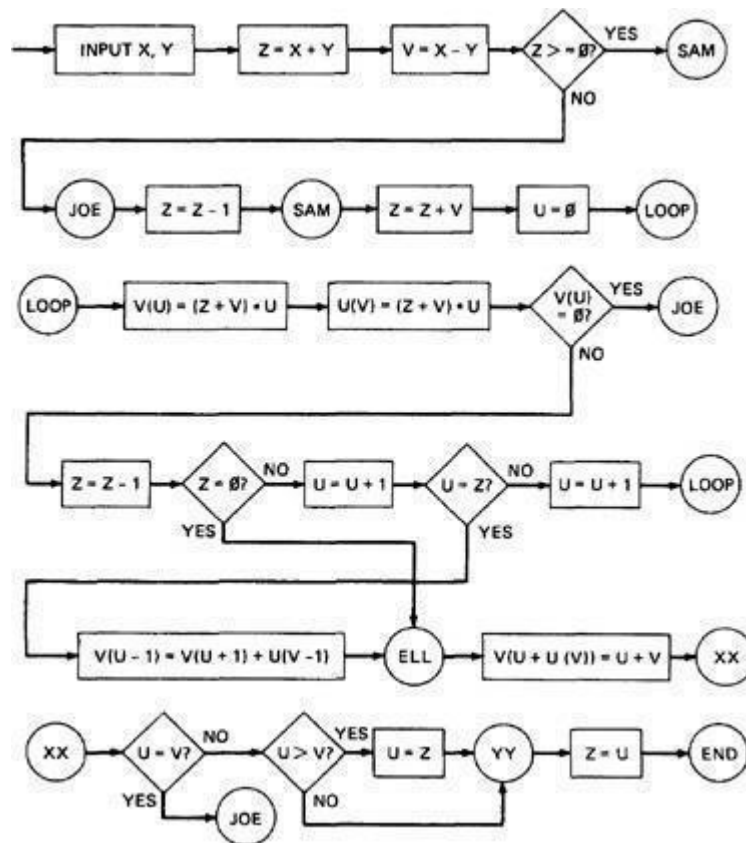 INPUT X, Y
Z = X + Y
V = X - Y
Z > = Ø?
YES
SAM
NO
JOE
Z = Z - 1
SAM
Z = Z + V
U = Ø
LOOP
LOOP
V(U) = (Z + V) • U
U(V) = (Z + V) • U
V(U)
= Ø?
YES
JOE
NO
Z = Z - 1
Z = Ø?
NO
U = U + 1
U = Z?
NO
U = U + 1
LOOP
YES
YES
V(U - 1) = V(U + 1) + U(V - 1)
ELL
V(U + U (V)) = U + V
XX
XX
U = V?
NO
U > V?
YES
U = Z
YY
Z = U
END
YES
JOE
NO